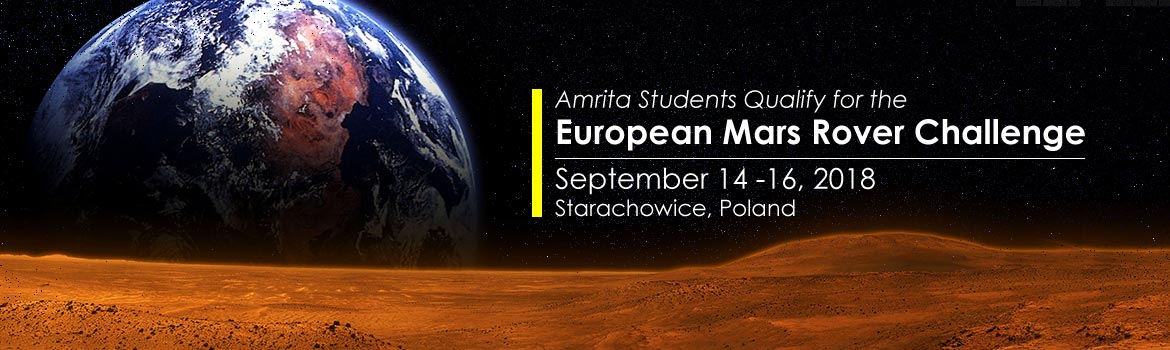 Amrita Students Qualify for the
European Mars Rover Challenge
September 14 -16, 2018
Starachowice, Poland